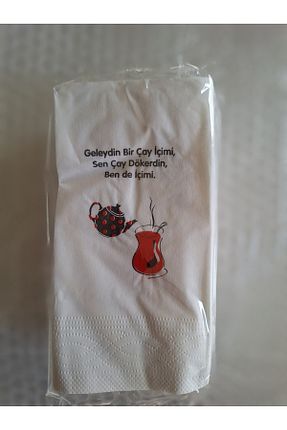 Geleydin Bir Çay İçimi,
Sen Çay Dökerdin,
Ben de İçimi.